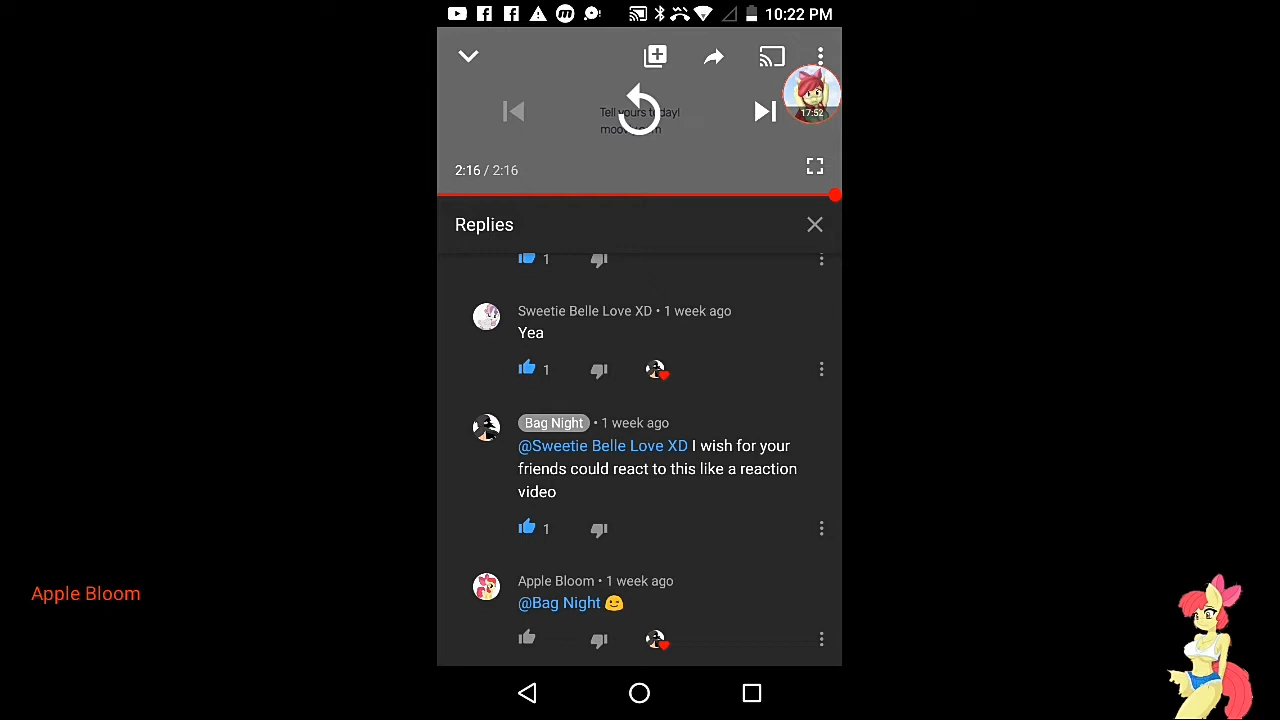 10:22 PM
Tell yours today!
17:52
2:16 / 2:16
Replies
1
Sweetie Belle Love XD • 1 week ago
Yea
1
Bag Night • 1 week ago
@Sweetie Belle Love XD I wish for your
friends could react to this like a reaction
video
1
Apple Bloom • 1 week ago
Apple Bloom
@Bag Night 😉